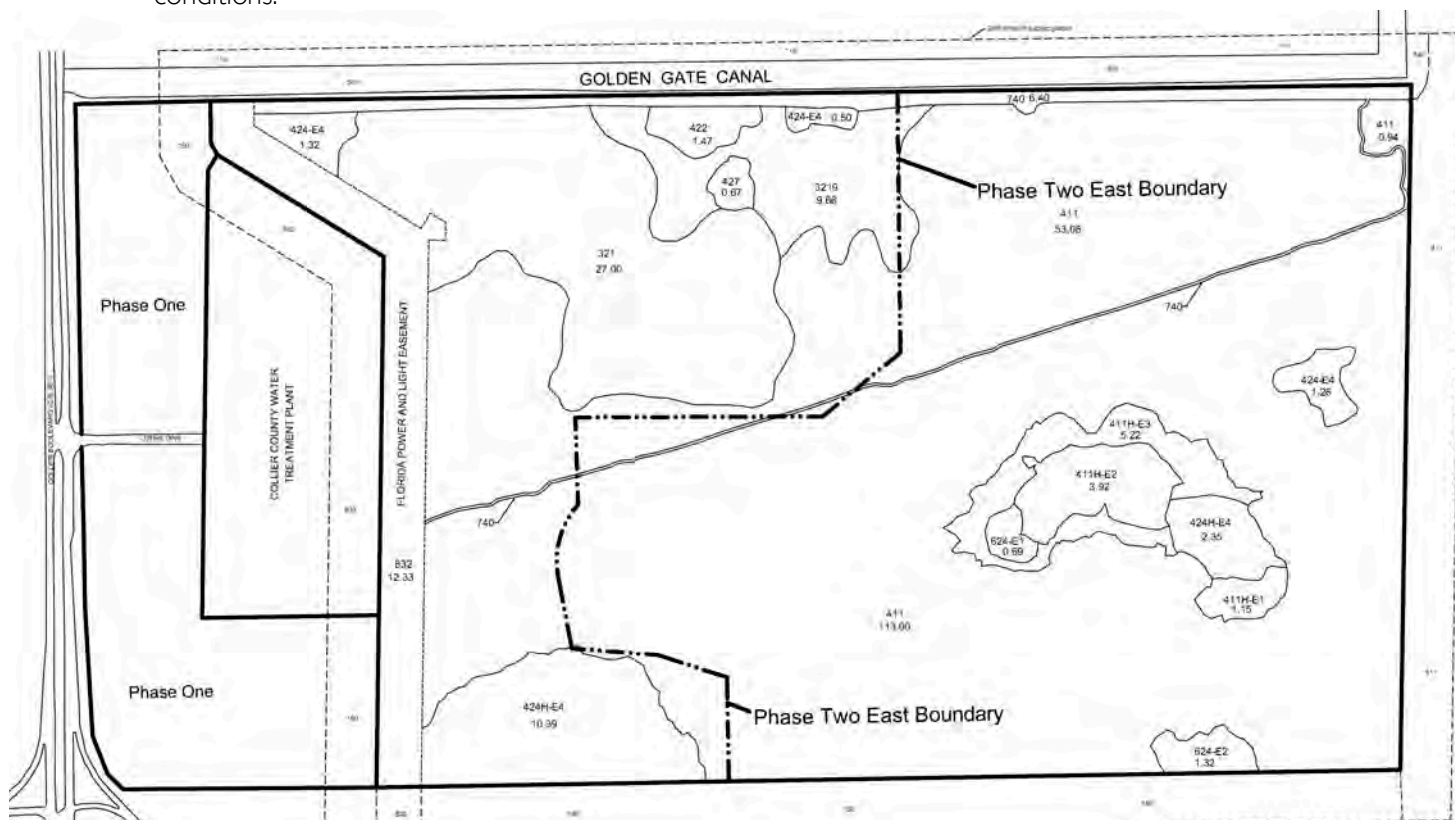 conditions.
GOLDEN GATE CANAL
740 6.40
424-E4
1.32
422
1.47
424-E4 0.50
411
0.94
427
0.67
3219
9.68
Phase Two East Boundary
411
53.08
321
27.00
Phase One
FLORIDA POWER AND LIGHT EASEMENT
COLLIER COUNTY WATER
TREATMENT PLANT
740
424-E4
1.26
411H-E3
5.22
411H-E2
3.92
740
424H-E4
2.35
624-E1
0.69
832
12.33
411H-E1
1.15
411
113.00
Phase One
424H-E4
10.99
Phase Two East Boundary
624-E2
1.32